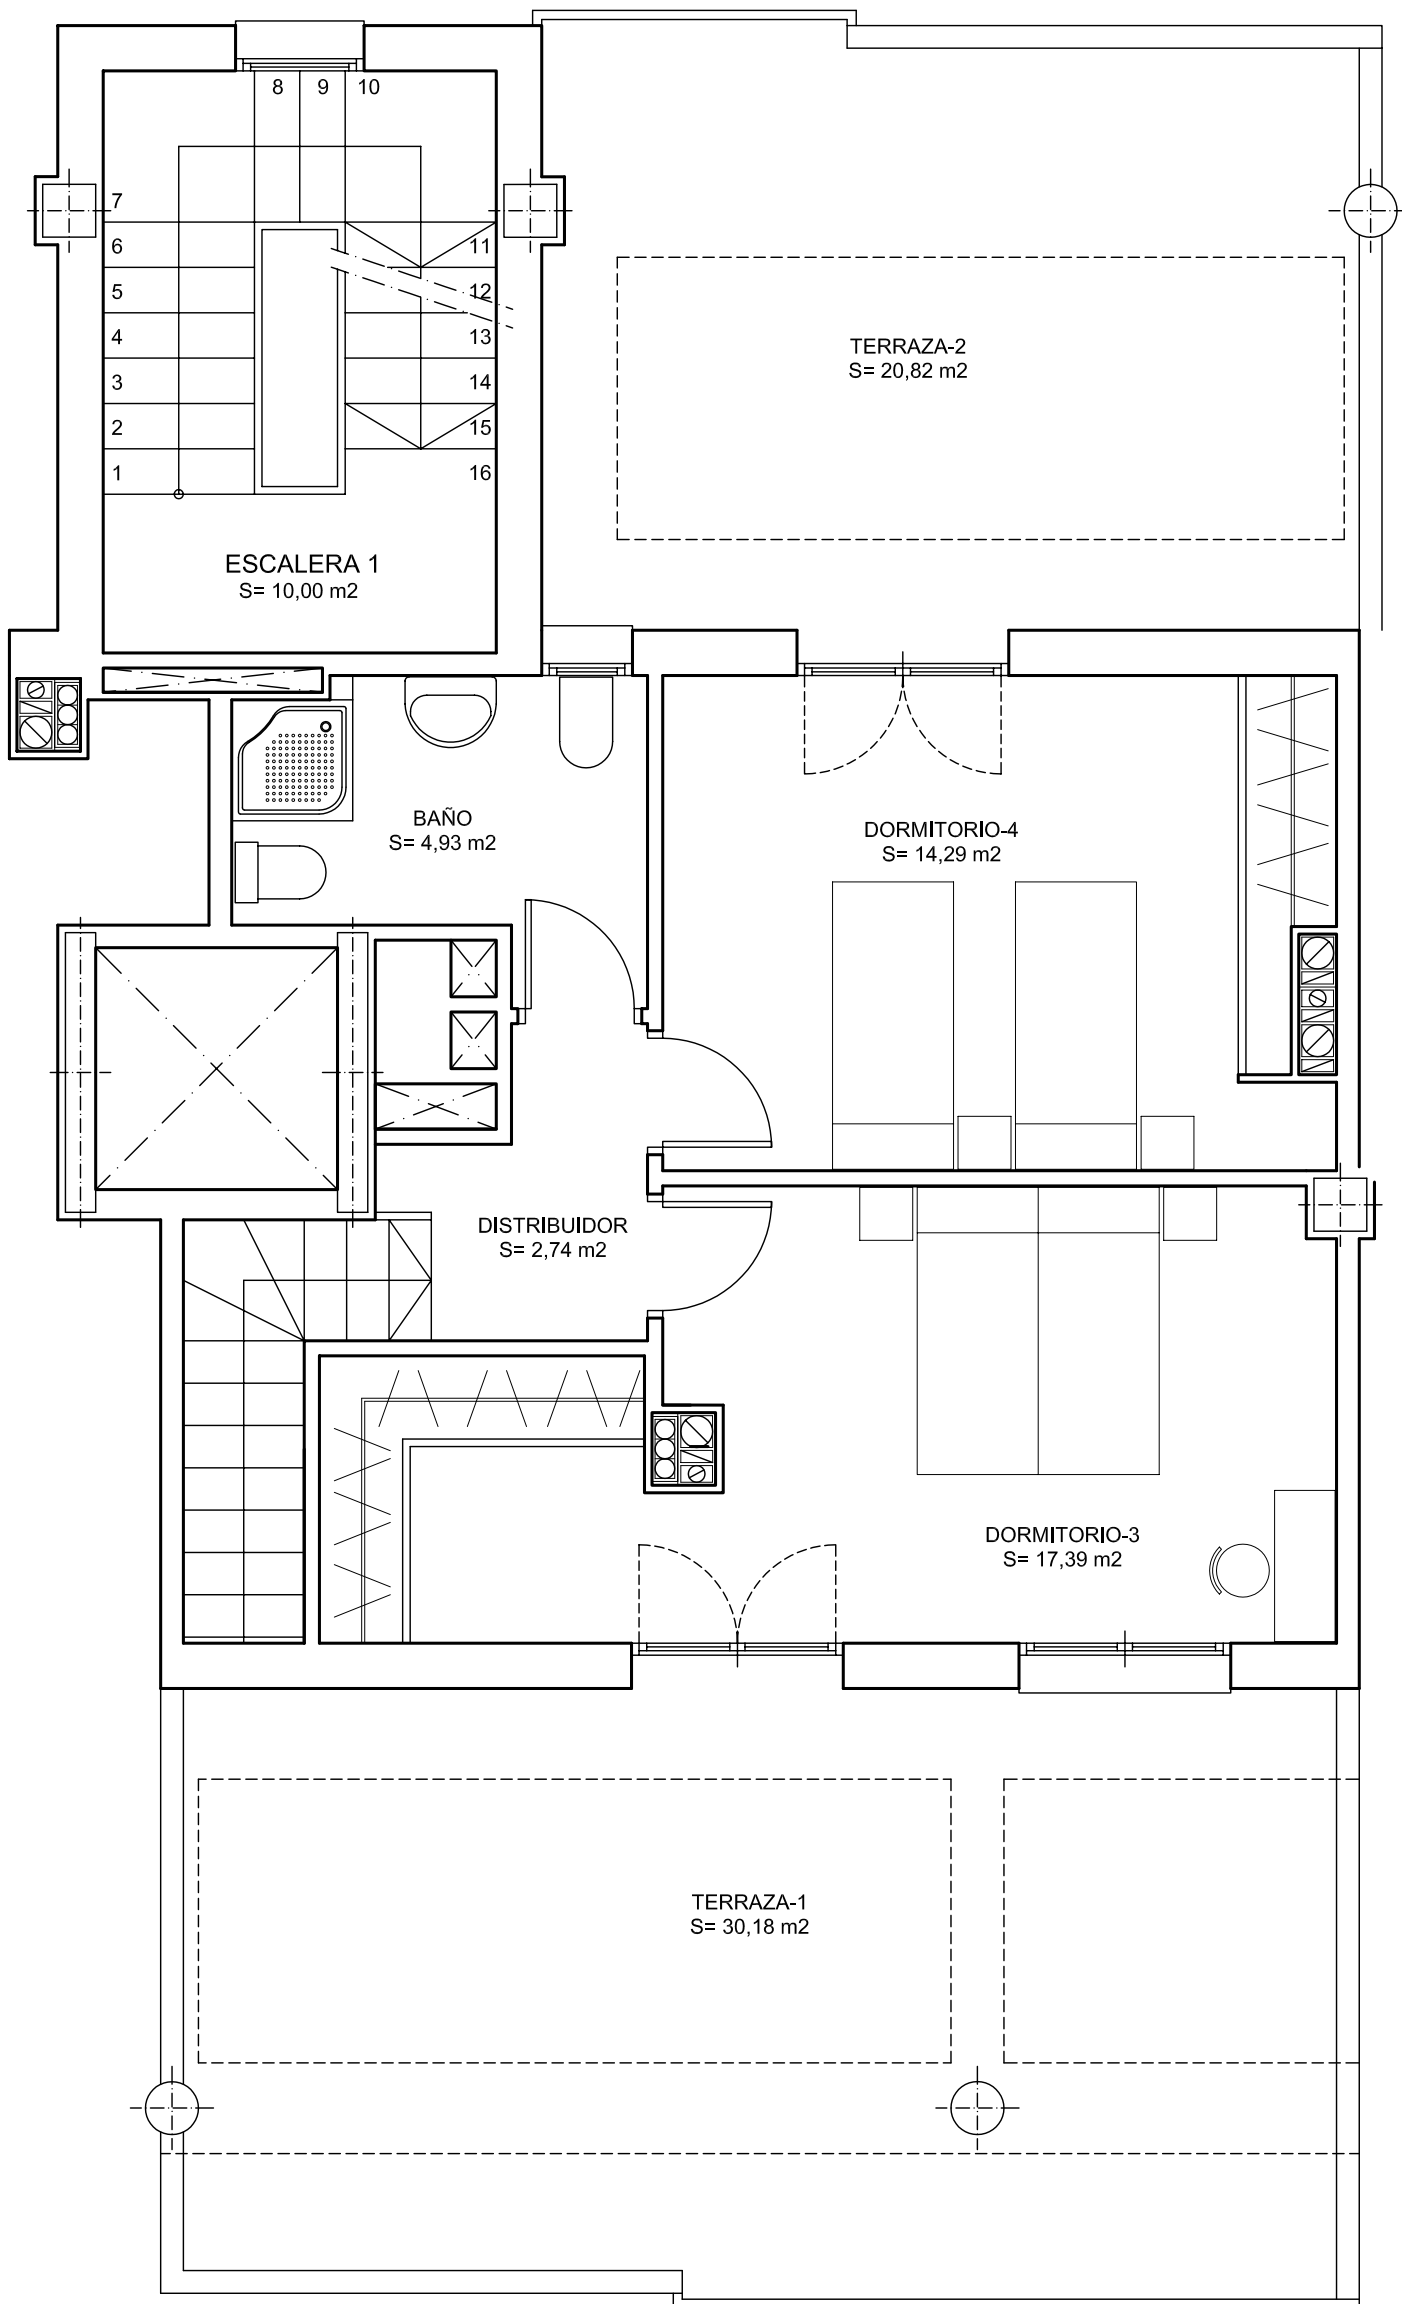 8 9 10
7
6 11
5 12
4 13
3 14
2 15
1 16
TERRAZA-2
S= 20,82 m2
ESCALERA 1
S= 10,00 m2
BAÑO
S= 4,93 m2
DORMITORIO-4
S= 14,29 m2
DISTRIBUIDOR
S= 2,74 m2
DORMITORIO-3
S= 17,39 m2
TERRAZA-1
S= 30,18 m2